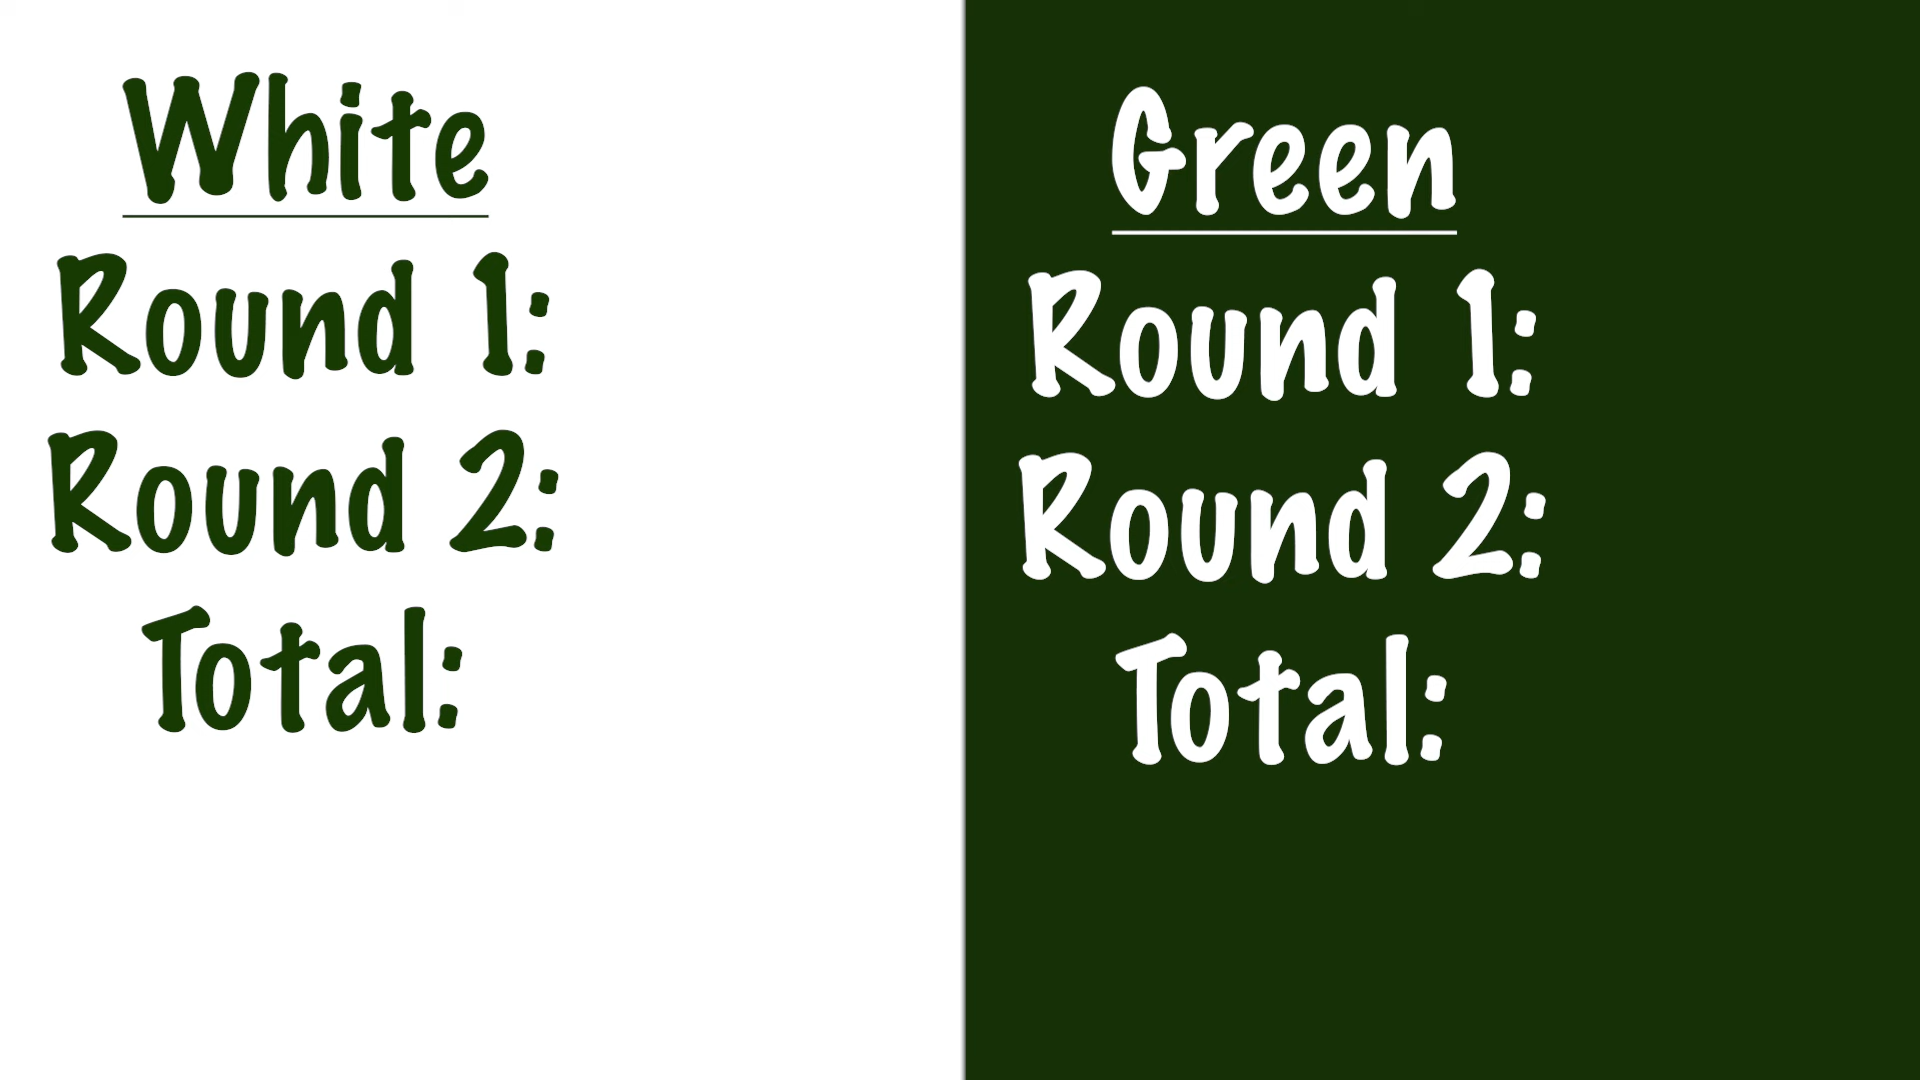 White
Round 1:
Round 2:
Total:
Green
Round 1:
Round 2:
Total: